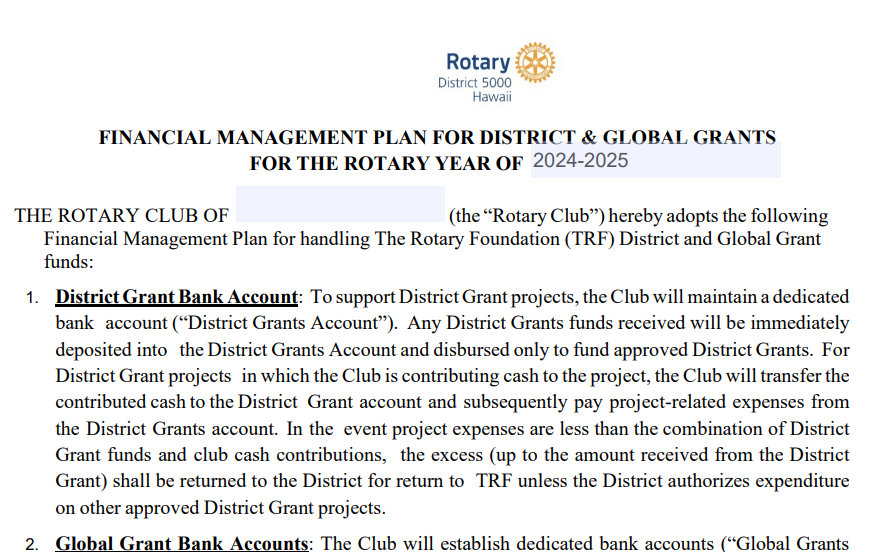 Rotary
District 5000
Hawaii
FINANCIAL MANAGEMENT PLAN FOR DISTRICT & GLOBAL GRANTS
FOR THE ROTARY YEAR OF 2024-2025
THE ROTARY CLUB OF (the “Rotary Club”) hereby adopts the following
Financial Management Plan for handling The Rotary Foundation (TRF) District and Global Grant
funds:
1. District Grant Bank Account: To support District Grant projects, the Club will maintain a dedicated
bank account (“District Grants Account”). Any District Grants funds received will be immediately
deposited into the District Grants Account and disbursed only to fund approved District Grants. For
District Grant projects in which the Club is contributing cash to the project, the Club will transfer the
contributed cash to the District Grant account and subsequently pay project-related expenses from
the District Grants account. In the event project expenses are less than the combination of District
Grant funds and club cash contributions, the excess (up to the amount received from the District
Grant) shall be returned to the District for return to TRF unless the District authorizes expenditure
on other approved District Grant projects.
2. Global Grant Bank Accounts: The Club will establish dedicated bank accounts (“Global Grants